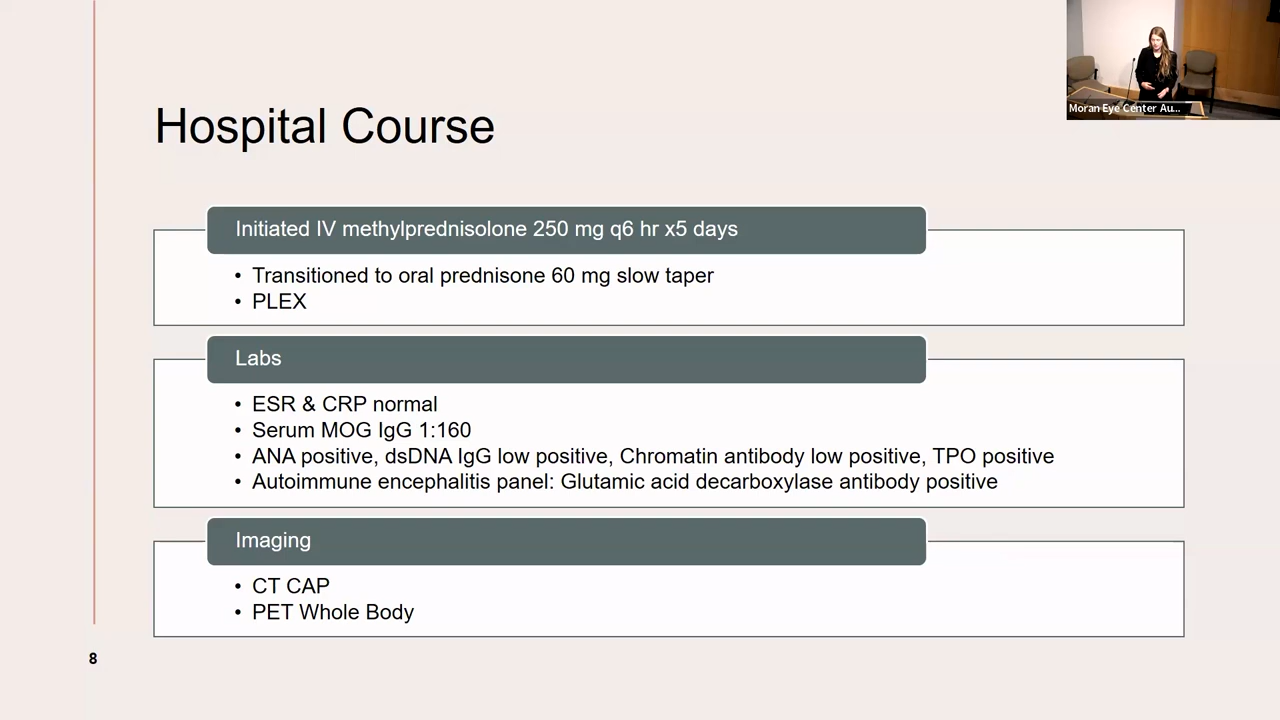 Moran Eye Center Au...
Hospital Course
Initiated IV methylprednisolone 250 mg q6 hr x5 days
• Transitioned to oral prednisone 60 mg slow taper
• PLEX
Labs
• ESR & CRP normal
• Serum MOG IgG 1:160
• ANA positive, dsDNA IgG low positive, Chromatin antibody low positive, TPO positive
• Autoimmune encephalitis panel: Glutamic acid decarboxylase antibody positive
Imaging
• CT CAP
• PET Whole Body
8